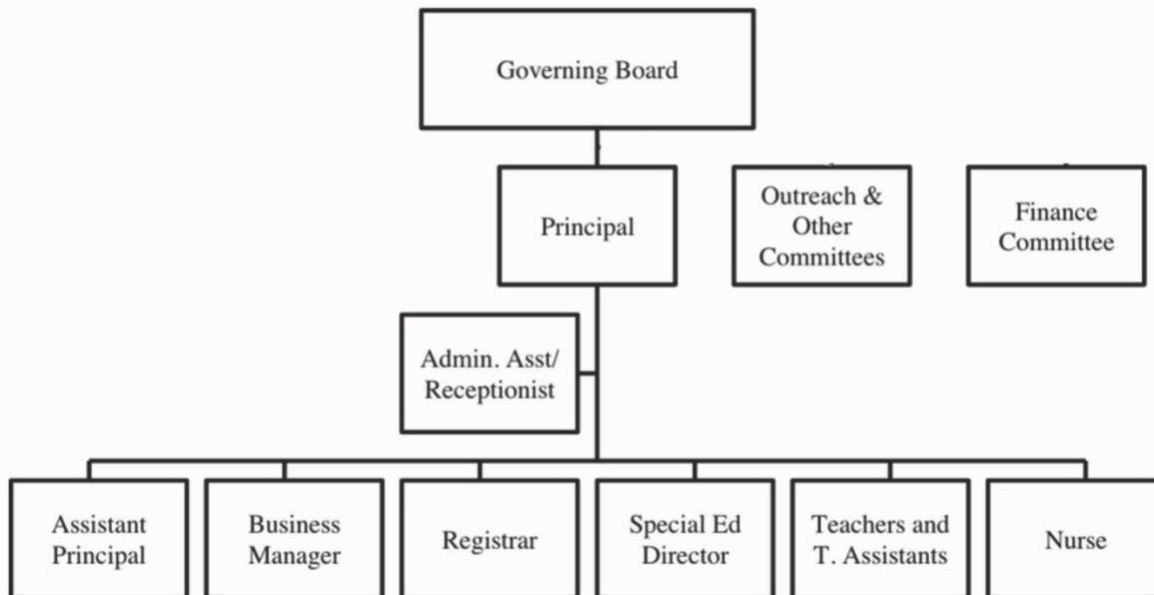 Governing Board
Principal
Outreach &
Other
Committees
Finance
Committee
Admin. Asst/
Receptionist
Assistant
Principal
Business
Manager
Registrar
Special Ed
Director
Teachers and
T. Assistants
Nurse